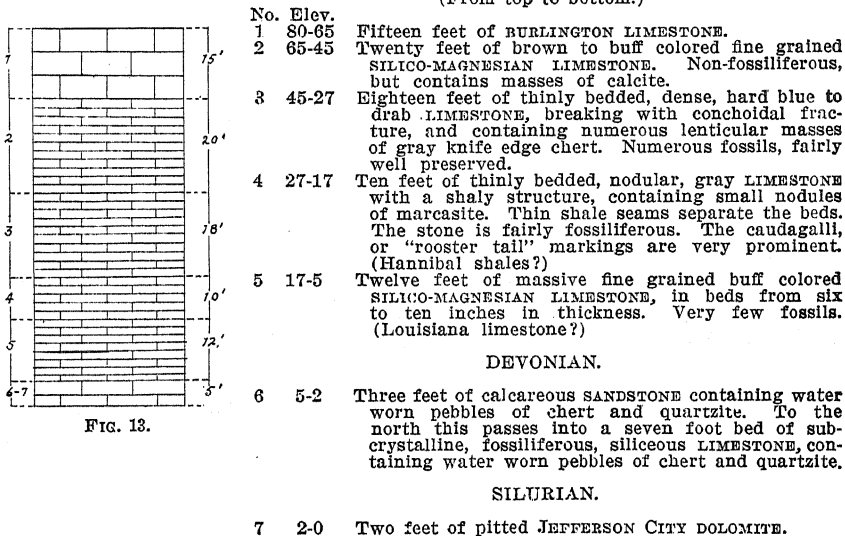 (From top to bottom.)
No. Elev.
1 80-65 Fifteen feet of BURLINGTON LIMESTONE.
2 65-45 Twenty feet of brown to buff colored fine grained
SILICO-MAGNESIAN LIMESTONE. Non-fossiliferous,
but contains masses of calcite.
3 45-27 Eighteen feet of thinly bedded, dense, hard blue to
drab LIMESTONE, breaking with conchoidal frac-
ture, and containing numerous lenticular masses
of gray knife edge chert. Numerous fossils, fairly
well preserved.
4 27-17 Ten feet of thinly bedded, nodular, gray LIMESTONE
with a shaly structure, containing small nodules
of marcasite. Thin shale seams separate the beds.
The stone is fairly fossiliferous. The caudagalli,
or "rooster tail" markings are very prominent.
(Hannibal shales?)
5 17-5 Twelve feet of massive fine grained buff colored
SILICO-MAGNESIAN LIMESTONE, in beds from six
to ten inches in thickness. Very few fossils.
(Louisiana limestone?)
DEVONIAN.
6 5-2 Three feet of calcareous SANDSTONE containing water
worn pebbles of chert and quartzite. To the
north this passes into a seven foot bed of sub-
crystalline, fossiliferous, siliceous LIMESTONE, con-
taining water worn pebbles of chert and quartzite.
SILURIAN.
7 2-0 Two feet of pitted JEFFERSON CITY DOLOMITE.
1 15'
2 20'
3 18'
4 10'
5 12'
6-7 5'
FIG. 13.